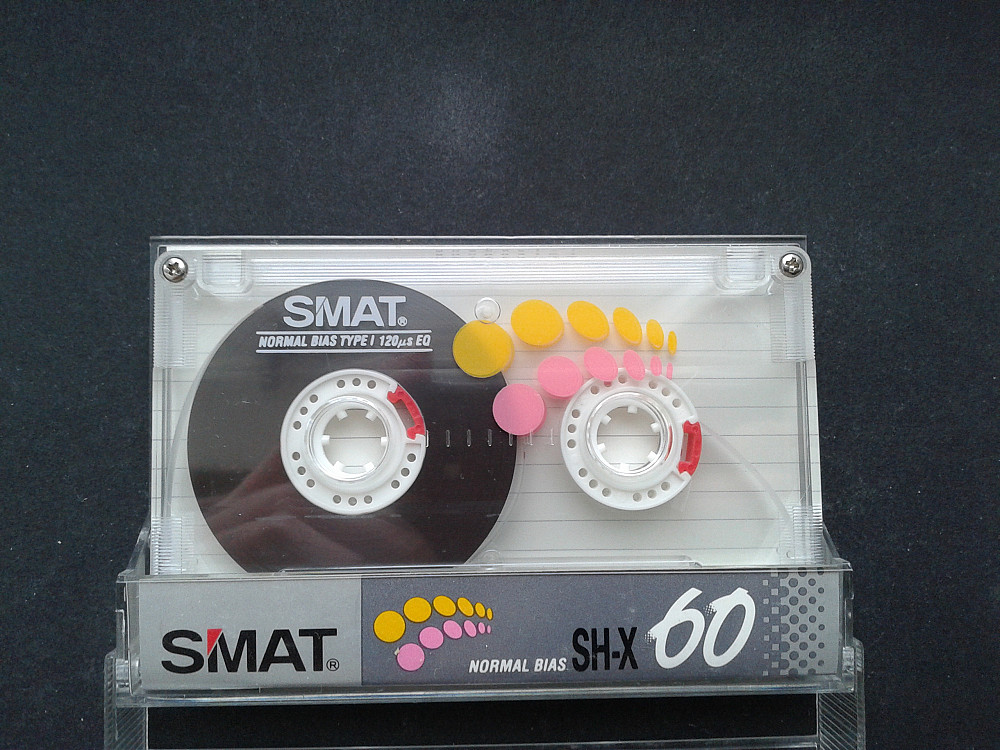 SMAT®
NORMAL BIAS TYPE I 120μs EQ
SMAT®
NORMAL BIAS SH-X 60